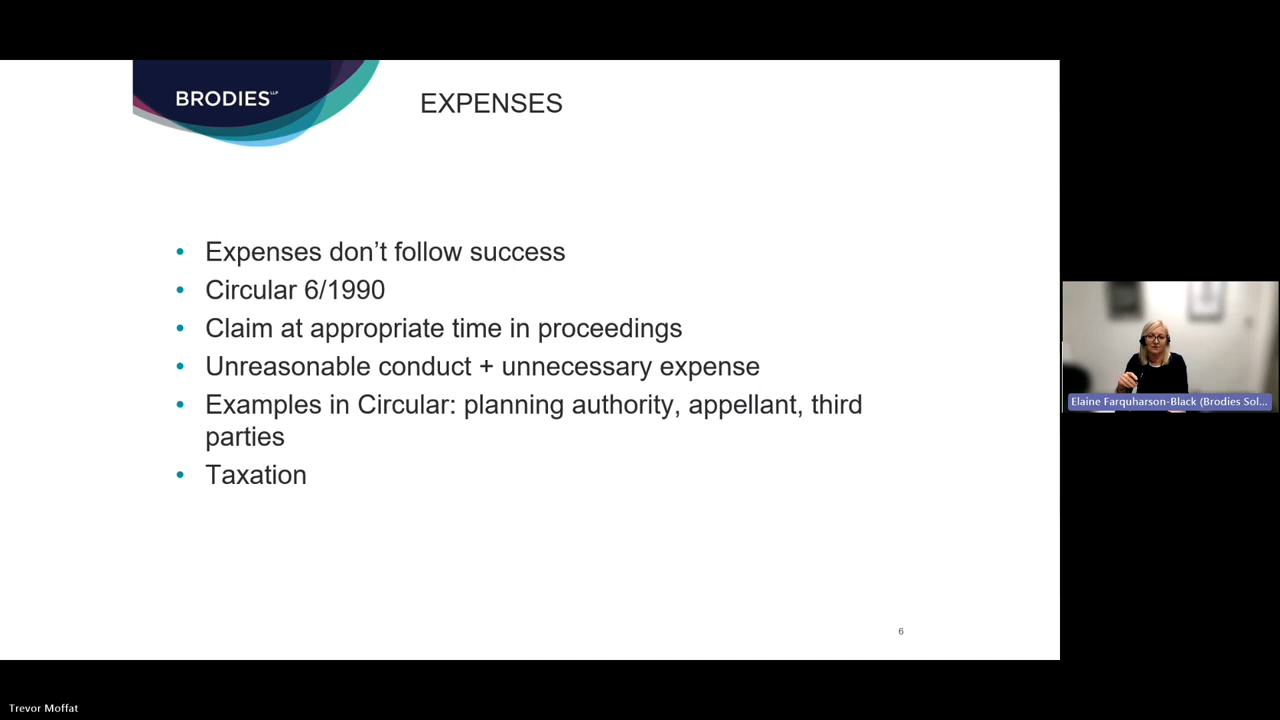 BRODIES LLP
EXPENSES
• Expenses don’t follow success
• Circular 6/1990
• Claim at appropriate time in proceedings
• Unreasonable conduct + unnecessary expense
• Examples in Circular: planning authority, appellant, third
parties
• Taxation
6
Elaine Farquharson-Black (Brodies Sol...
Trevor Moffat